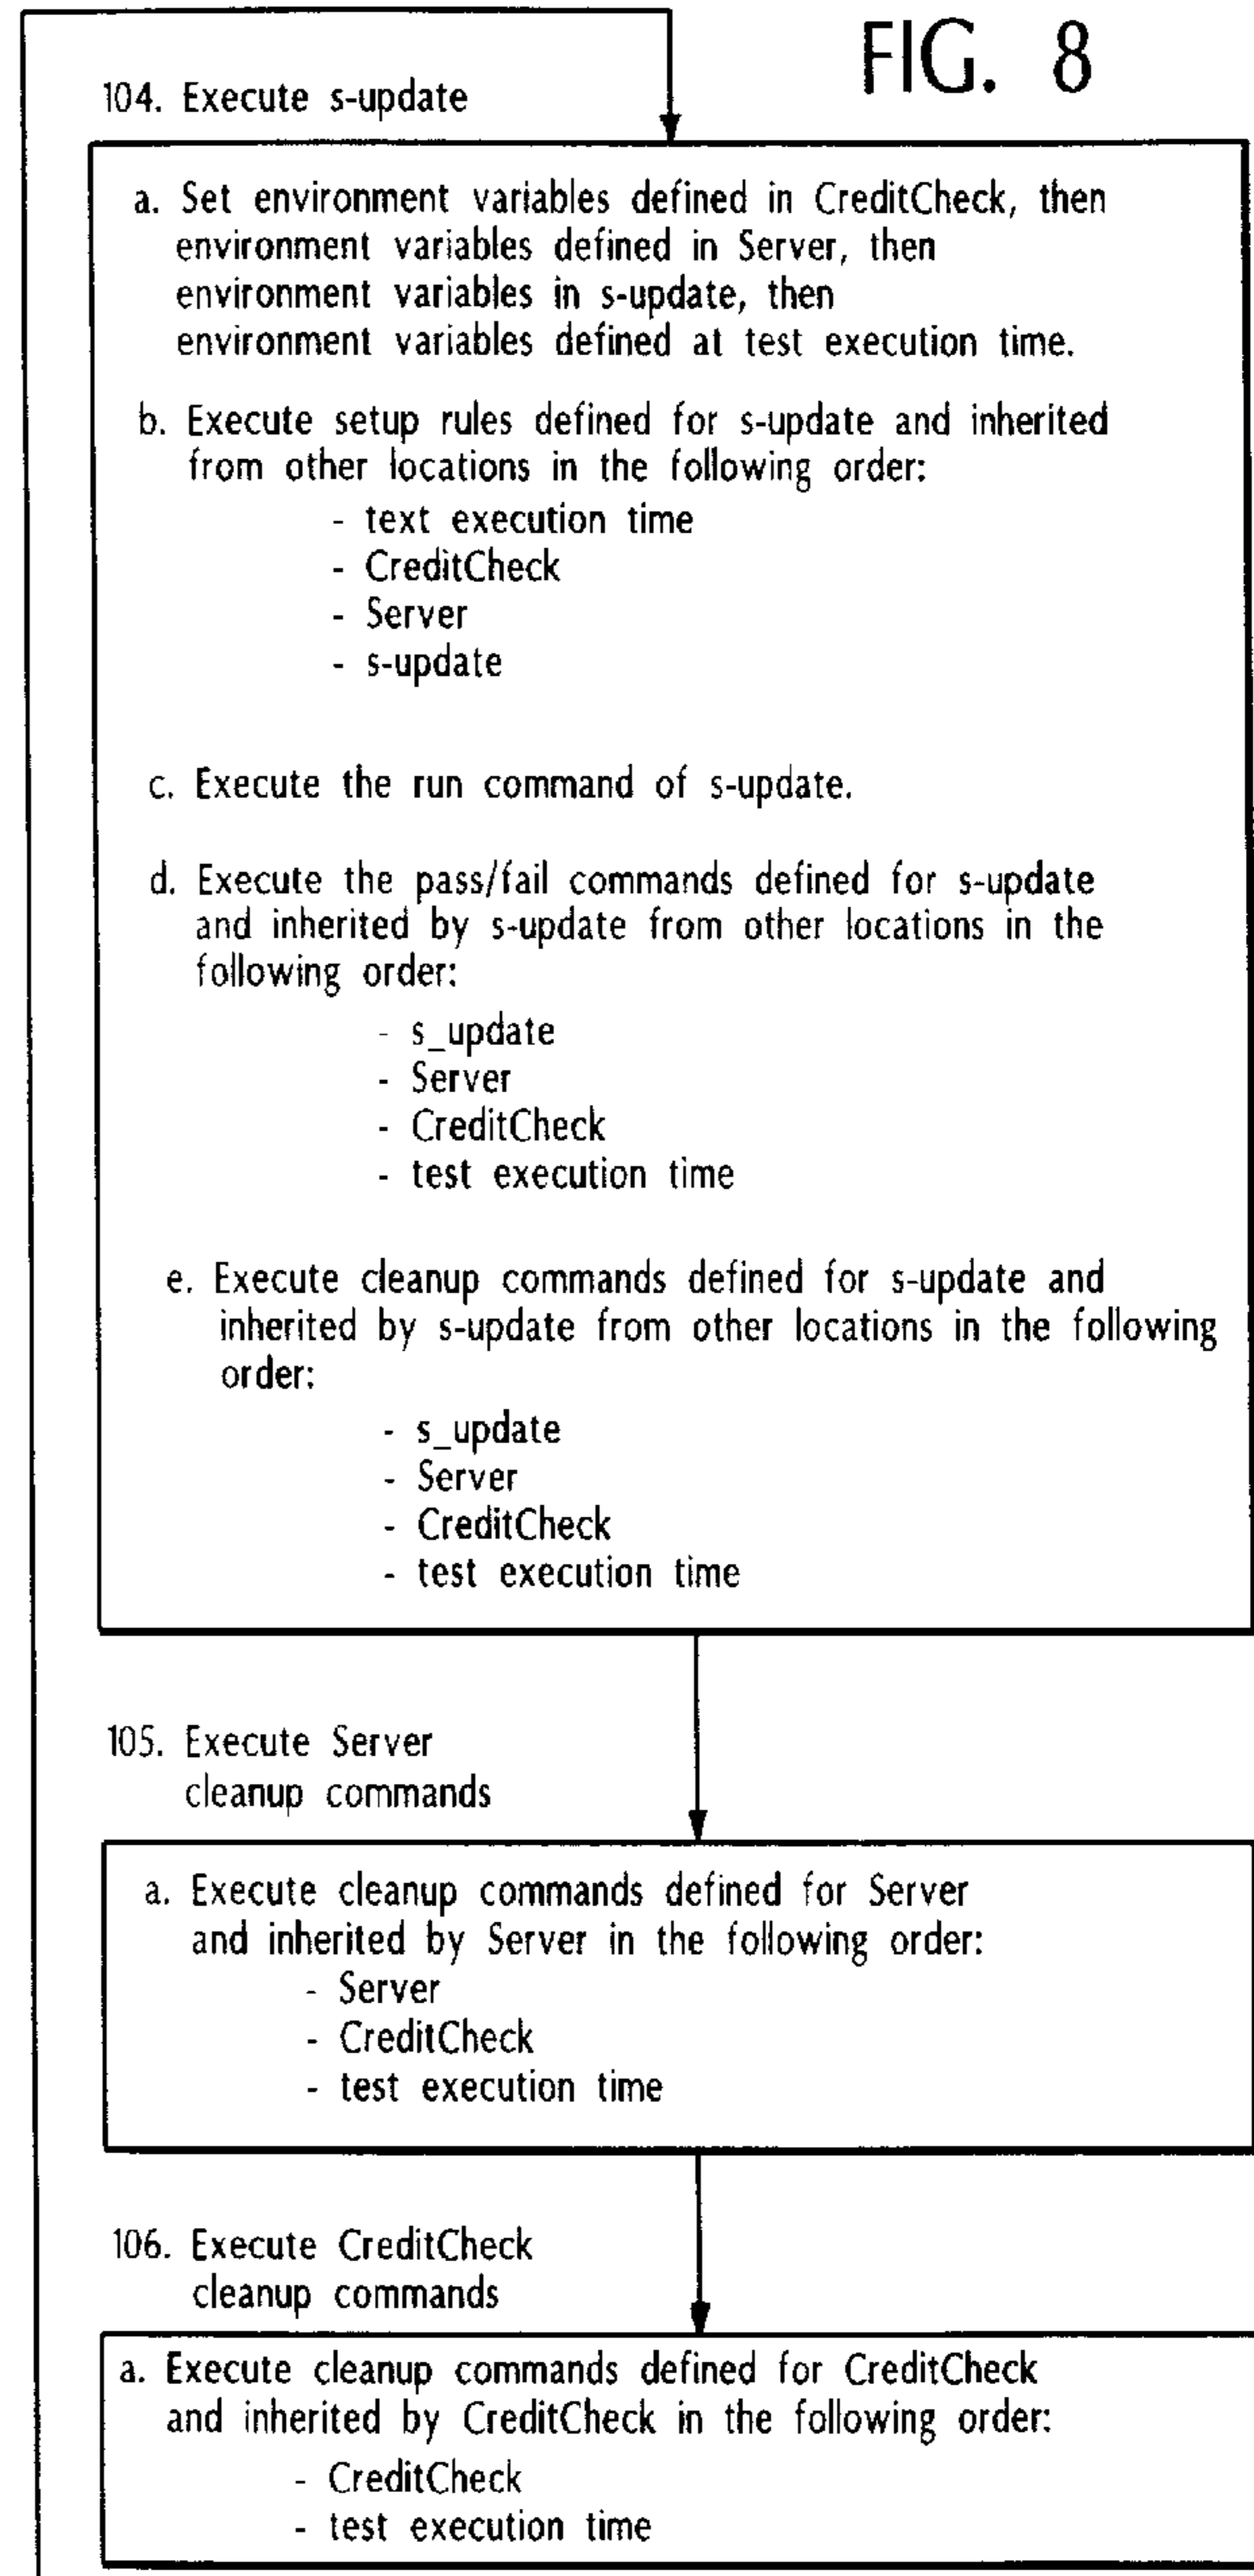 FIG. 8
104. Execute s-update
a. Set environment variables defined in CreditCheck, then
environment variables defined in Server, then
environment variables in s-update, then
environment variables defined at test execution time.
b. Execute setup rules defined for s-update and inherited
from other locations in the following order:
- text execution time
- CreditCheck
- Server
- s-update
c. Execute the run command of s-update.
d. Execute the pass/fail commands defined for s-update
and inherited by s-update from other locations in the
following order:
- s_update
- Server
- CreditCheck
- test execution time
e. Execute cleanup commands defined for s-update and
inherited by s-update from other locations in the following
order:
- s_update
- Server
- CreditCheck
- test execution time
105. Execute Server
cleanup commands
a. Execute cleanup commands defined for Server
and inherited by Server in the following order:
- Server
- CreditCheck
- test execution time
106. Execute CreditCheck
cleanup commands
a. Execute cleanup commands defined for CreditCheck
and inherited by CreditCheck in the following order:
- CreditCheck
- test execution time